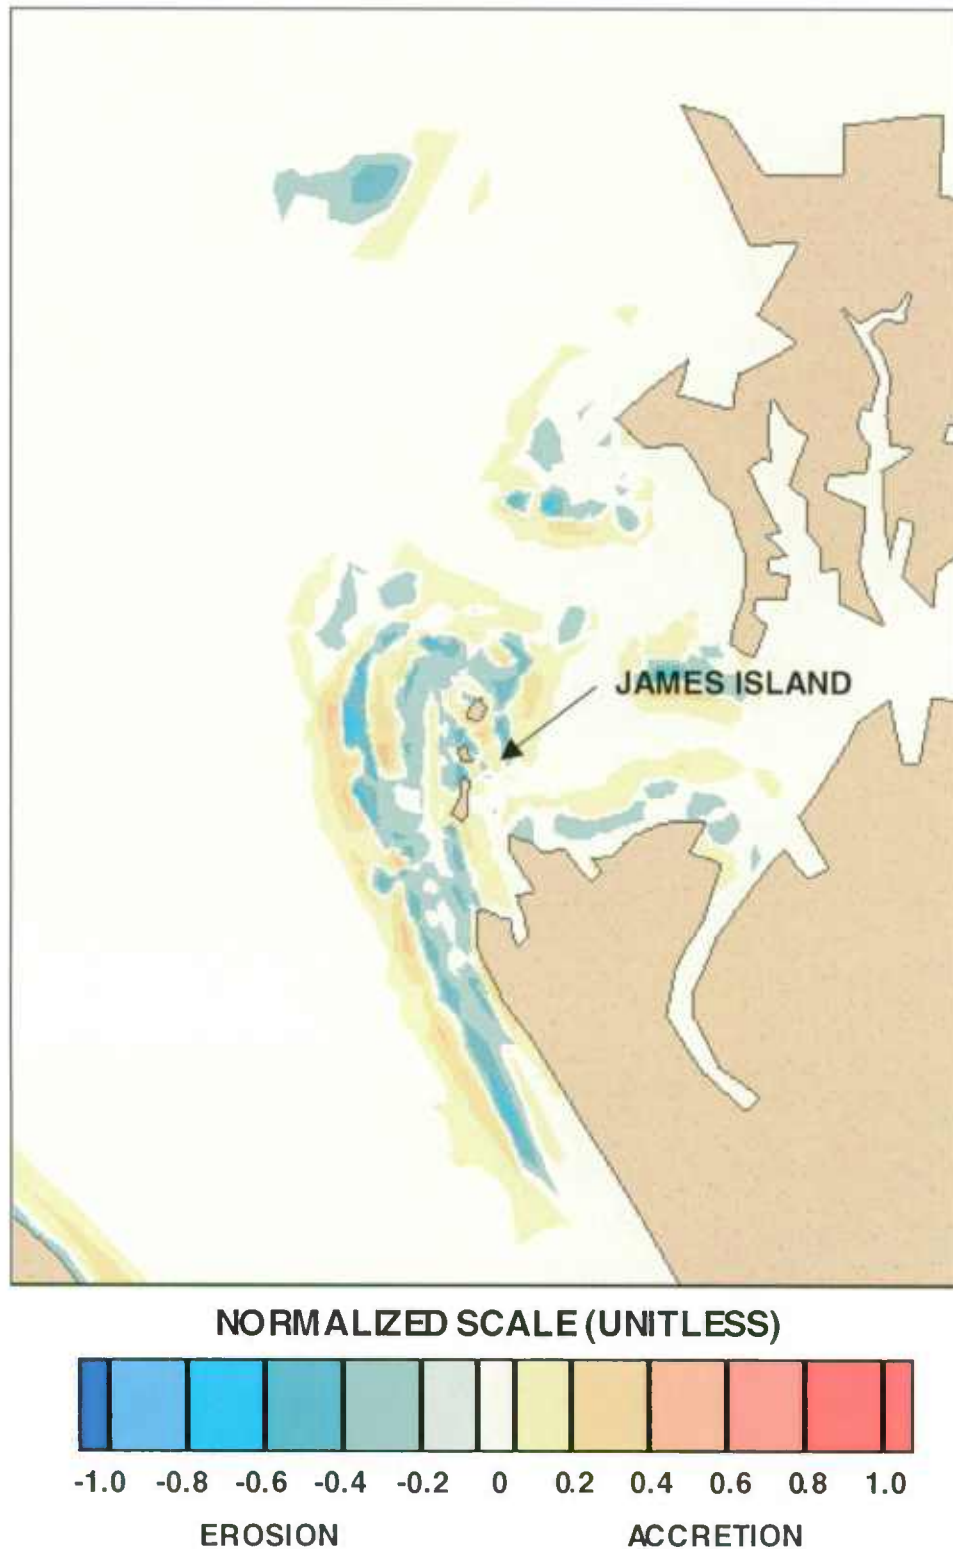 JAMES ISLAND
NORMALIZED SCALE (UNITLESS)
-1.0 -0.8 -0.6 -0.4 -0.2 0 0.2 0.4 0.6 0.8 1.0
EROSION ACCRETION